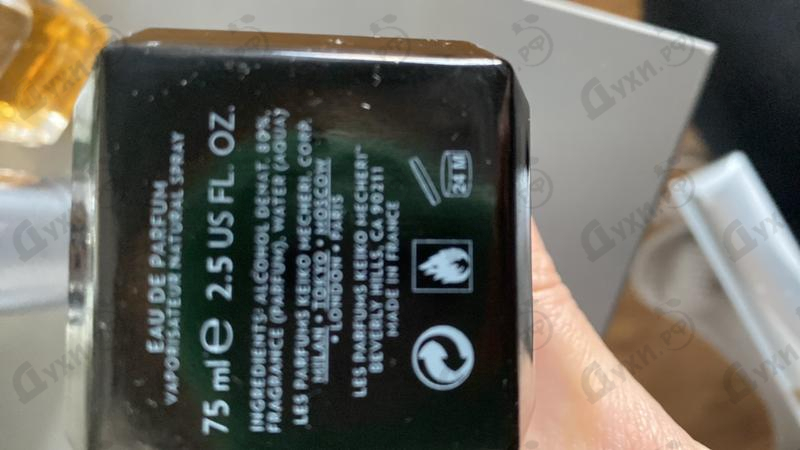 EAU DE PARFUM
VAPORISATEUR NATURAL SPRAY
75 ml e 2.5 US FL. OZ.
INGREDIENTS: ALCOHOL DENAT. 80%,
FRAGRANCE (PARFUM), WATER (AQUA)
LES PARFUMS KEIKO MECHERI, CORP.
MILAN • TOKYO • MOSCOW
• LONDON • PARIS
LES PARFUMS KEIKO MECHERI™
BEVERLY HILLS, CA 90211
MADE IN FRANCE
24 M
Духи.рф